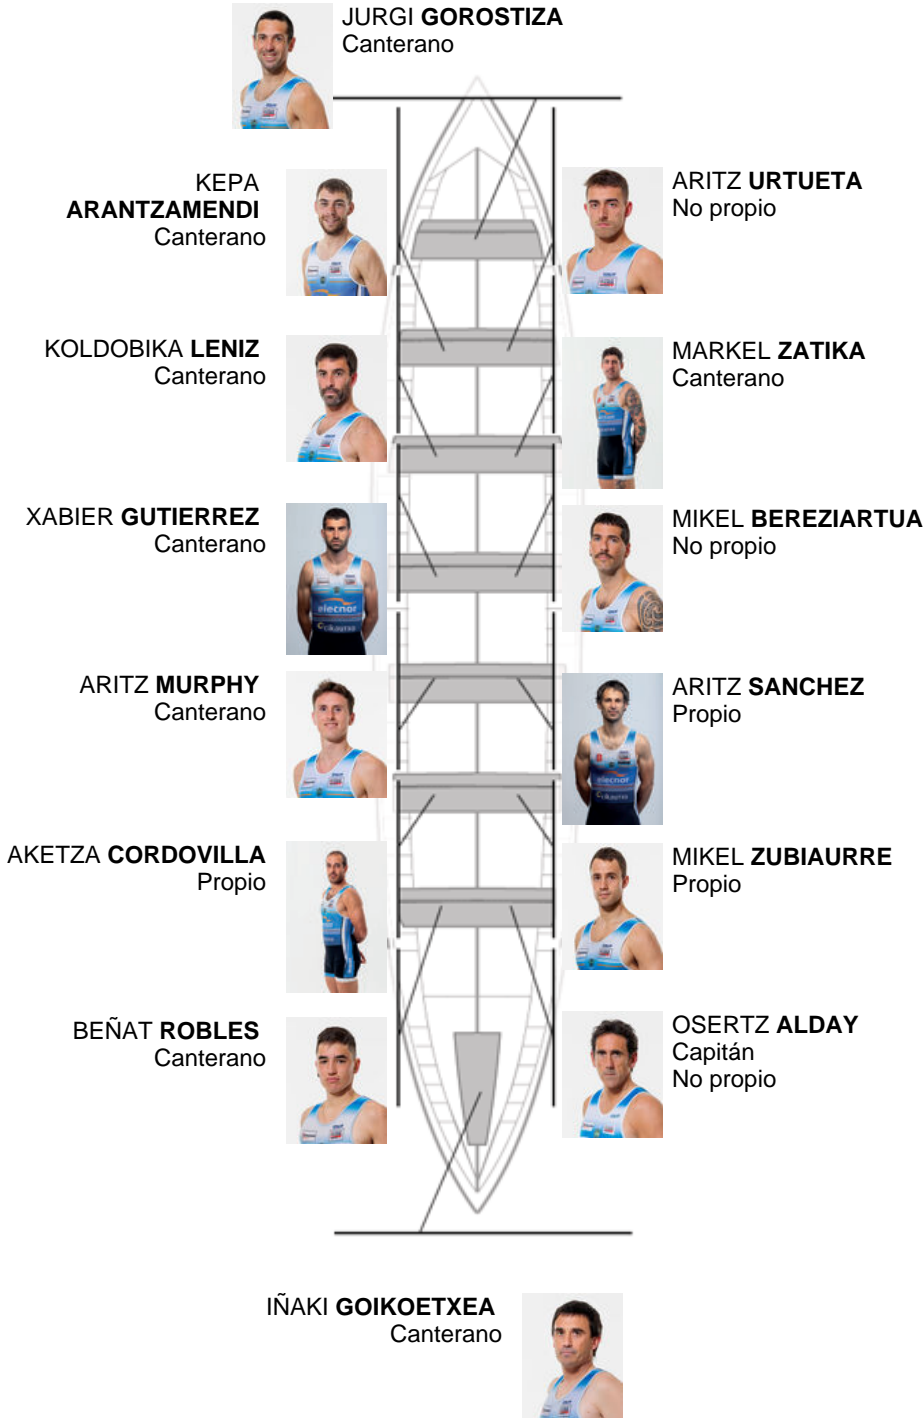 JURGI GOROSTIZA
Canterano
KEPA
ARANTZAMENDI
Canterano
ARITZ URTUETA
No propio
KOLDOBIKA LENIZ
Canterano
MARKEL ZATIKA
Canterano
XABIER GUTIERREZ
Canterano
elecnor
MIKEL BEREZIARTUA
No propio
ARITZ MURPHY
Canterano
ARITZ SANCHEZ
Propio
elecnor
AKETZA CORDOVILLA
Propio
MIKEL ZUBIAURRE
Propio
BEÑAT ROBLES
Canterano
OSERTZ ALDAY
Capitán
No propio
IÑAKI GOIKOETXEA
Canterano